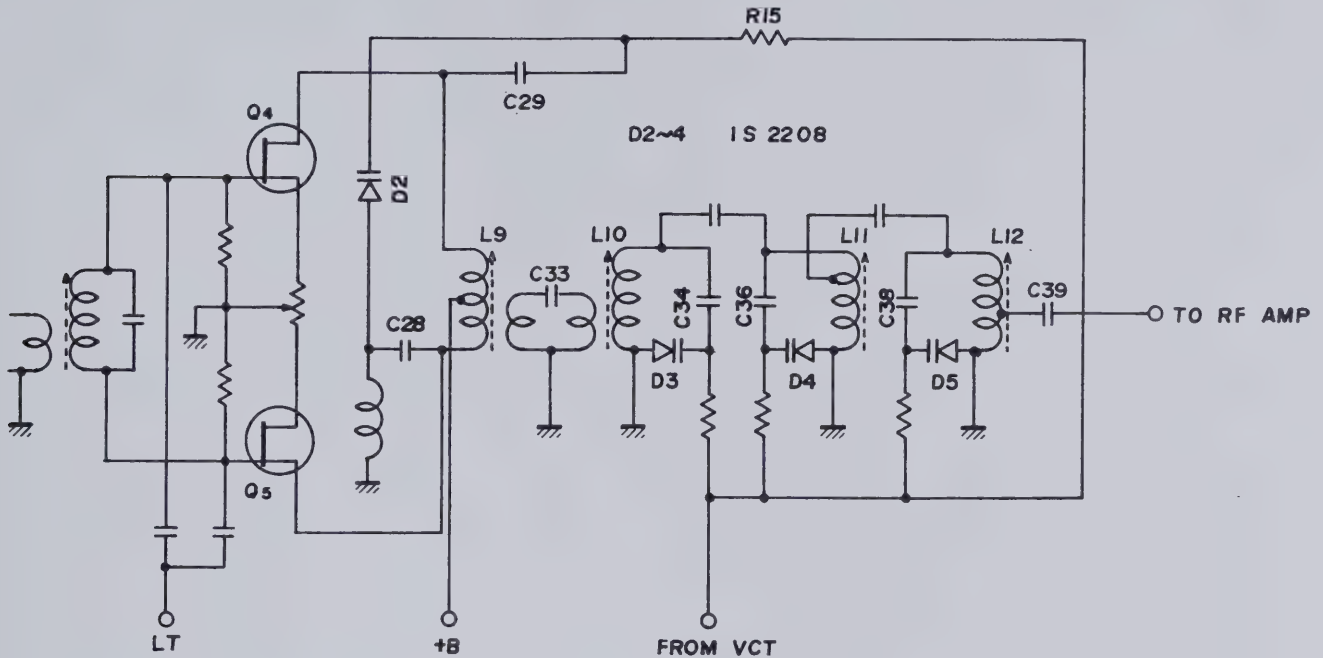 R15
C29
Q4
D2~4 1S 2208
D2
L9
L10
L11
L12
C33
C34
C36
C38
C39
TO RF AMP
C28
D3
D4
D5
Q5
LT
+B
FROM VCT